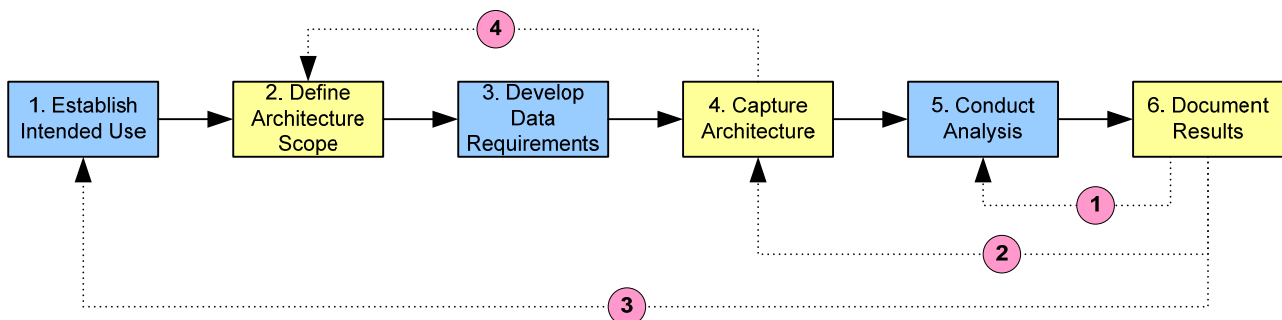 4
1. Establish
Intended Use
2. Define
Architecture
Scope
3. Develop
Data
Requirements
4. Capture
Architecture
5. Conduct
Analysis
6. Document
Results
1
2
3